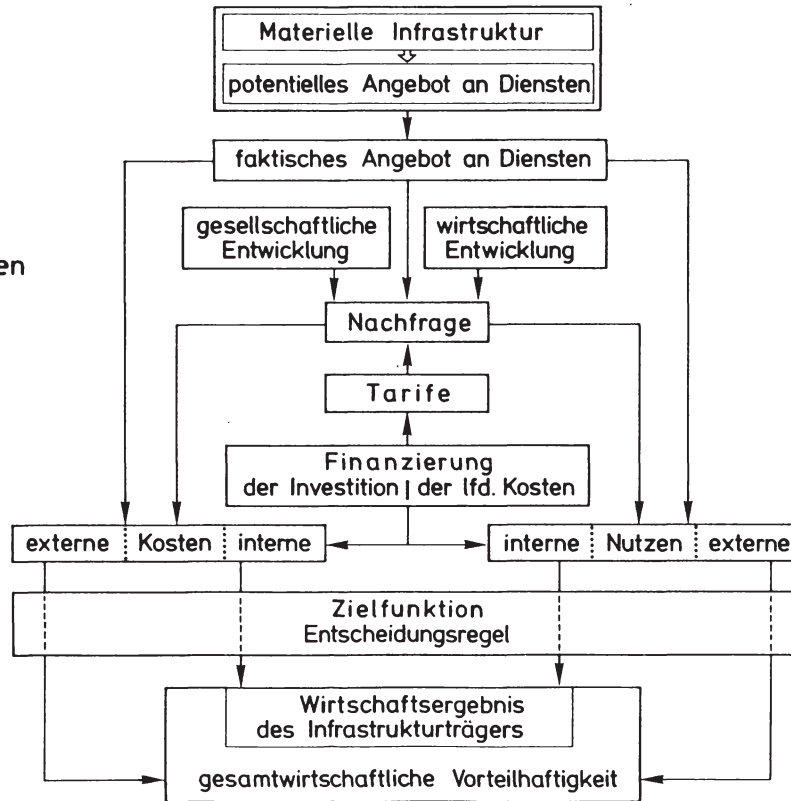 Materielle Infrastruktur
potentielles Angebot an Diensten
faktisches Angebot an Diensten
gesellschaftliche
Entwicklung
wirtschaftliche
Entwicklung
en
Nachfrage
Tarife
Finanzierung
der Investition | der lfd. Kosten
externe Kosten interne
interne Nutzen externe
Zielfunktion
Entscheidungsregel
Wirtschaftsergebnis
des Infrastrukturträgers
gesamtwirtschaftliche Vorteilhaftigkeit